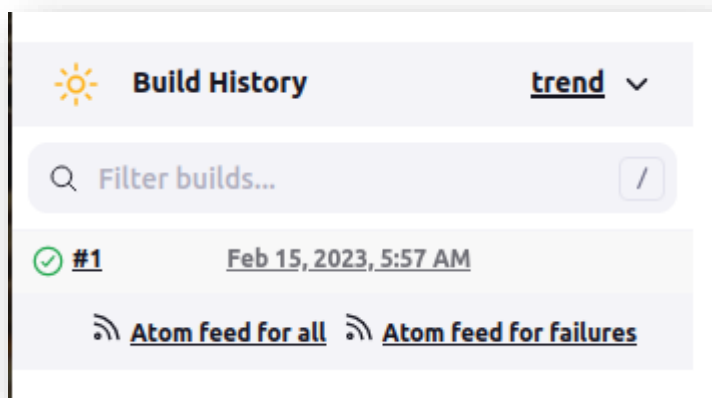 Build History trend
Filter builds... /
#1 Feb 15, 2023, 5:57 AM
Atom feed for all Atom feed for failures